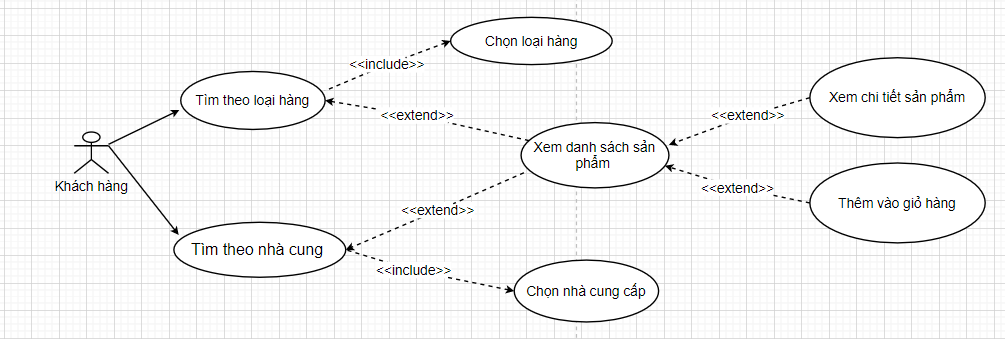 Chọn loại hàng
<<include>>
Tìm theo loại hàng
Xem chi tiết sản phẩm
<<extend>>
<<extend>>
Xem danh sách sản
phẩm
Khách hàng
<<extend>>
Thêm vào giỏ hàng
<<extend>>
Tìm theo nhà cung
<<include>>
Chọn nhà cung cấp